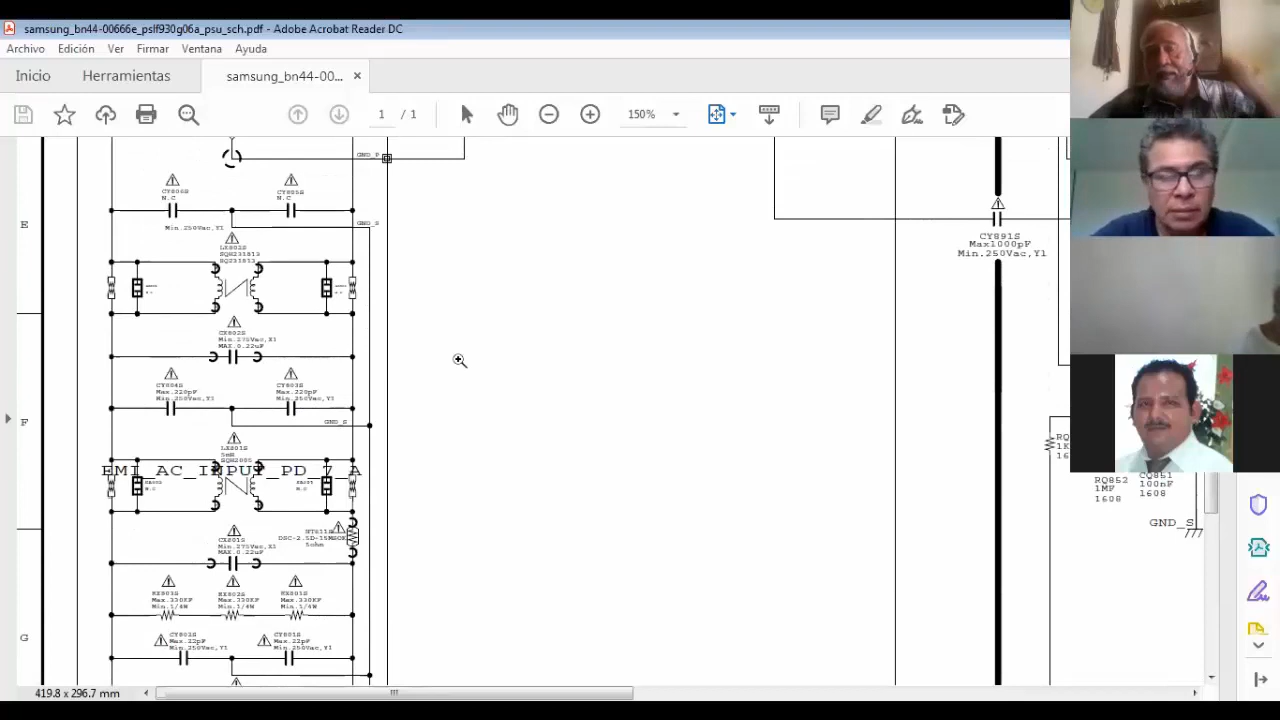 samsung_bn44-00666e_pslf930g06a_psu_sch.pdf - Adobe Acrobat Reader DC
Archivo Edición Ver Firmar Ventana Ayuda
Inicio Herramientas samsung_bn44-00... ×
1 / 1 150%
GND_P
CY806S
N.C
CY805S
N.C
Min.250Vac,Y1
GND_S
LX802S
SQH231813
CY891S
Max1000pF
Min.250Vac,Y1
E
CX802S
Min.275Vac,X1
MAX.0.22uF
CY804S
Max.220pF
Min.250Vac,Y1
CY803S
Max.220pF
Min.250Vac,Y1
GND_S
F
LX801S
5mH
EMI_AC_INPUT_PD_7_A
N.C
N.C
RQ852
1MF
1608
CQ851
100nF
1608
GND_S
CX801S
Min.275Vac,X1
MAX.0.22uF
5ohm
RX803S
Max.330KF
Min.1/4W
RX802S
Max.330KF
Min.1/4W
RX801S
Max.330KF
Min.1/4W
G
Max.22pF
Min.250Vac,Y1
CY801S
Max.22pF
Min.250Vac,Y1
419.8 x 296.7 mm